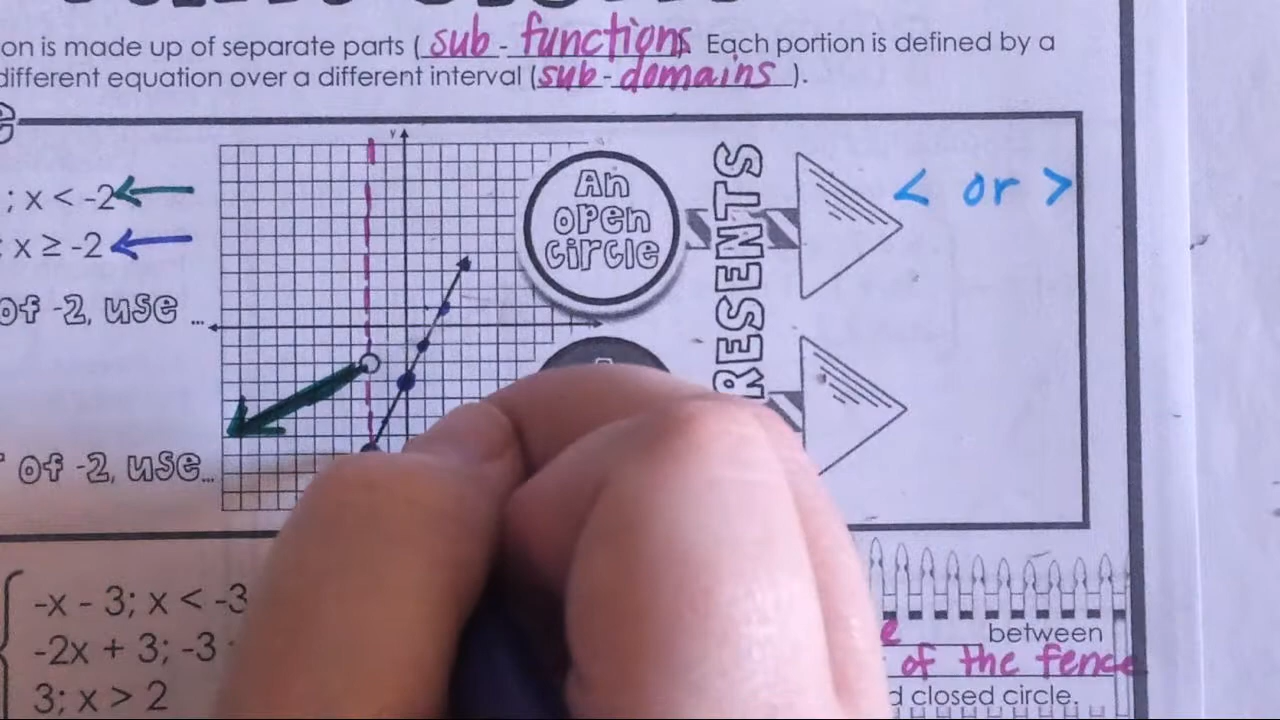 on is made up of separate parts (sub-functions). Each portion is defined by a
different equation over a different interval (sub-domains).
; x < -2
x ≥ -2
of -2, use ...
of -2, use...
y
An
open
circle
RESENTS
< or >
-x - 3; x < -3
-2x + 3; -3
3; x > 2
between
of the fence
closed circle.